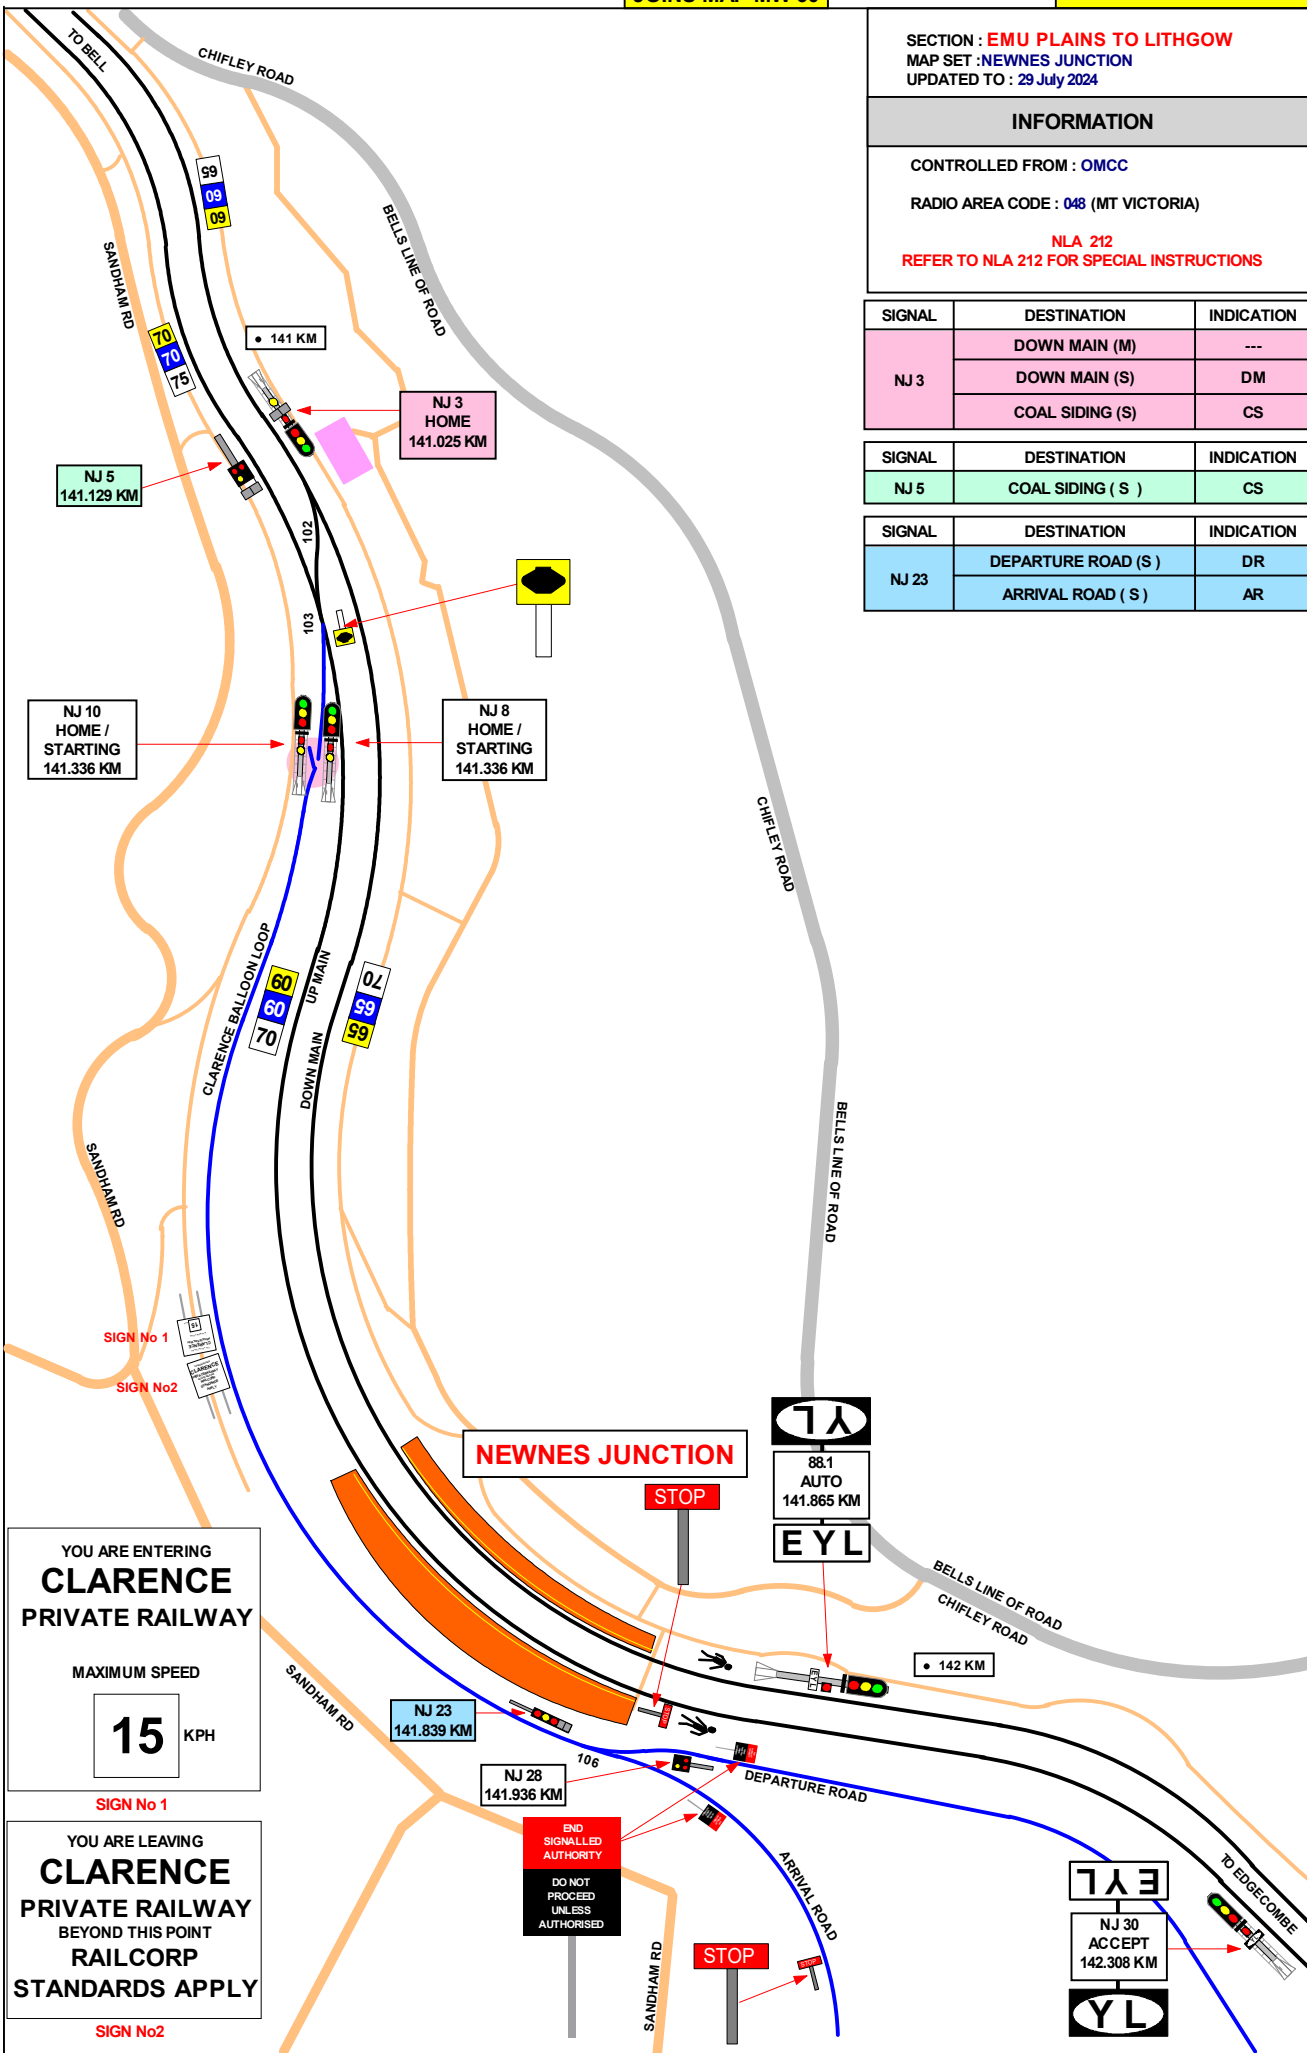 SECTION : EMU PLAINS TO LITHGOW
MAP SET :NEWNES JUNCTION
UPDATED TO : 29 July 2024
INFORMATION
CONTROLLED FROM : OMCC
RADIO AREA CODE : 048 (MT VICTORIA)
NLA 212
REFER TO NLA 212 FOR SPECIAL INSTRUCTIONS
SIGNAL DESTINATION INDICATION
NJ 3
DOWN MAIN (M) ---
DOWN MAIN (S) DM
COAL SIDING (S) CS
SIGNAL DESTINATION INDICATION
NJ 5 COAL SIDING ( S ) CS
SIGNAL DESTINATION INDICATION
NJ 23
DEPARTURE ROAD (S ) DR
ARRIVAL ROAD ( S ) AR
TO BELL
CHIFLEY ROAD
65
60
60
BELLS LINE OF ROAD
SANDHAM RD
70
70
75
• 141 KM
NJ 3
HOME
141.025 KM
NJ 5
141.129 KM
102
103
NJ 10
HOME /
STARTING
141.336 KM
NJ 8
HOME /
STARTING
141.336 KM
CHIFLEY ROAD
CLARENCE BALLOON LOOP
60
60
70
UP MAIN
DOWN MAIN
70
65
65
BELLS LINE OF ROAD
SANDHAM RD
SIGN No 1
15
CLARENCE
SIGN No2
CLARENCE
NEWNES JUNCTION
STOP
YL
88.1
AUTO
141.865 KM
EYL
BELLS LINE OF ROAD
CHIFLEY ROAD
• 142 KM
EYL
YOU ARE ENTERING
CLARENCE
PRIVATE RAILWAY
MAXIMUM SPEED
15 KPH
SIGN No 1
SANDHAM RD
NJ 23
141.839 KM
STOP
106
NJ 28
141.936 KM
DEPARTURE ROAD
END
SIGNALLED
AUTHORITY
DO NOT
PROCEED
UNLESS
AUTHORISED
ARRIVAL ROAD
YOU ARE LEAVING
CLARENCE
PRIVATE RAILWAY
BEYOND THIS POINT
RAILCORP
STANDARDS APPLY
SIGN No2
SANDHAM RD
STOP
STOP
TO EDGECOMBE
EYL
NJ 30
ACCEPT
142.308 KM
YL